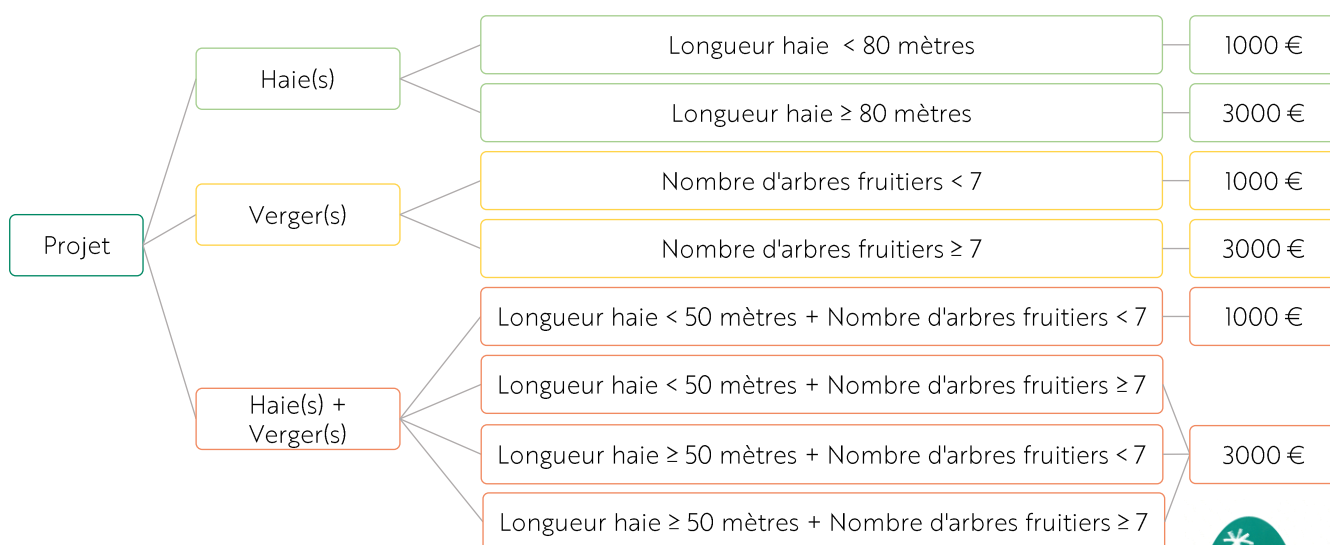 Longueur haie < 80 mètres
1000 €
Haie(s)
Longueur haie ≥ 80 mètres
3000 €
Nombre d'arbres fruitiers < 7
1000 €
Verger(s)
Projet
Nombre d'arbres fruitiers ≥ 7
3000 €
Longueur haie < 50 mètres + Nombre d'arbres fruitiers < 7
1000 €
Longueur haie < 50 mètres + Nombre d'arbres fruitiers ≥ 7
Haie(s) +
Verger(s)
Longueur haie ≥ 50 mètres + Nombre d'arbres fruitiers < 7
3000 €
Longueur haie ≥ 50 mètres + Nombre d'arbres fruitiers ≥ 7